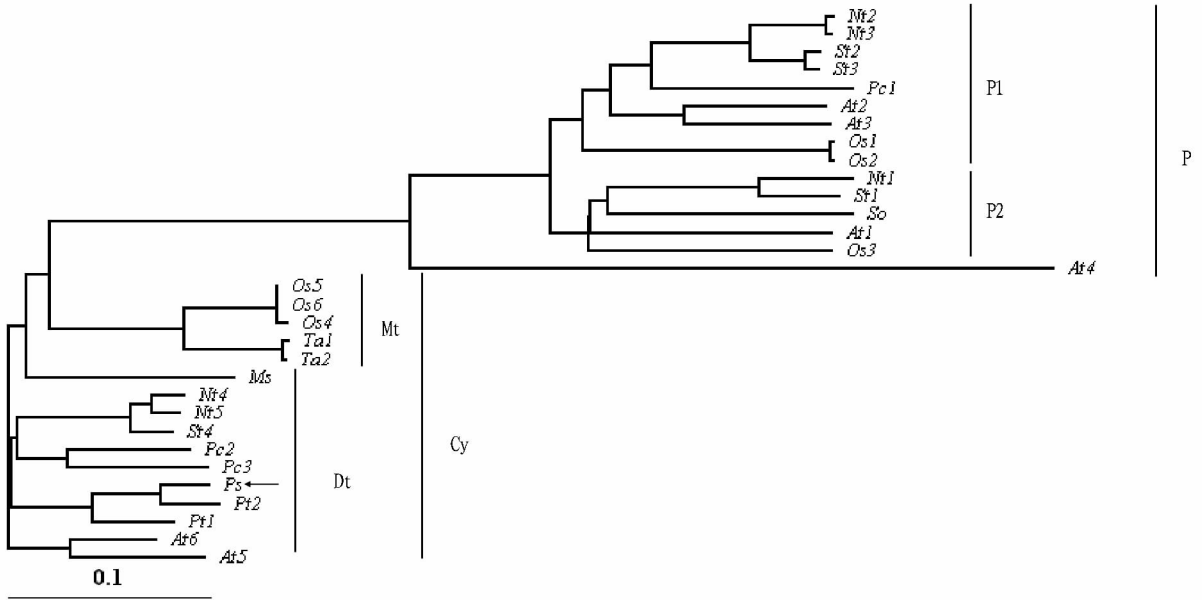 Nt2
Nt3
St2
St3
Pc1
At2
At3
Os1
Os2
P1
Nt1
St1
So
At1
Os3
P2
At4
P
Os5
Os6
Os4
Ta1
Ta2
Mt
Ms
Nt4
Nt5
St4
Pc2
Pc3
Ps
Pt2
Pt1
At6
At5
Dt
Cy
0.1